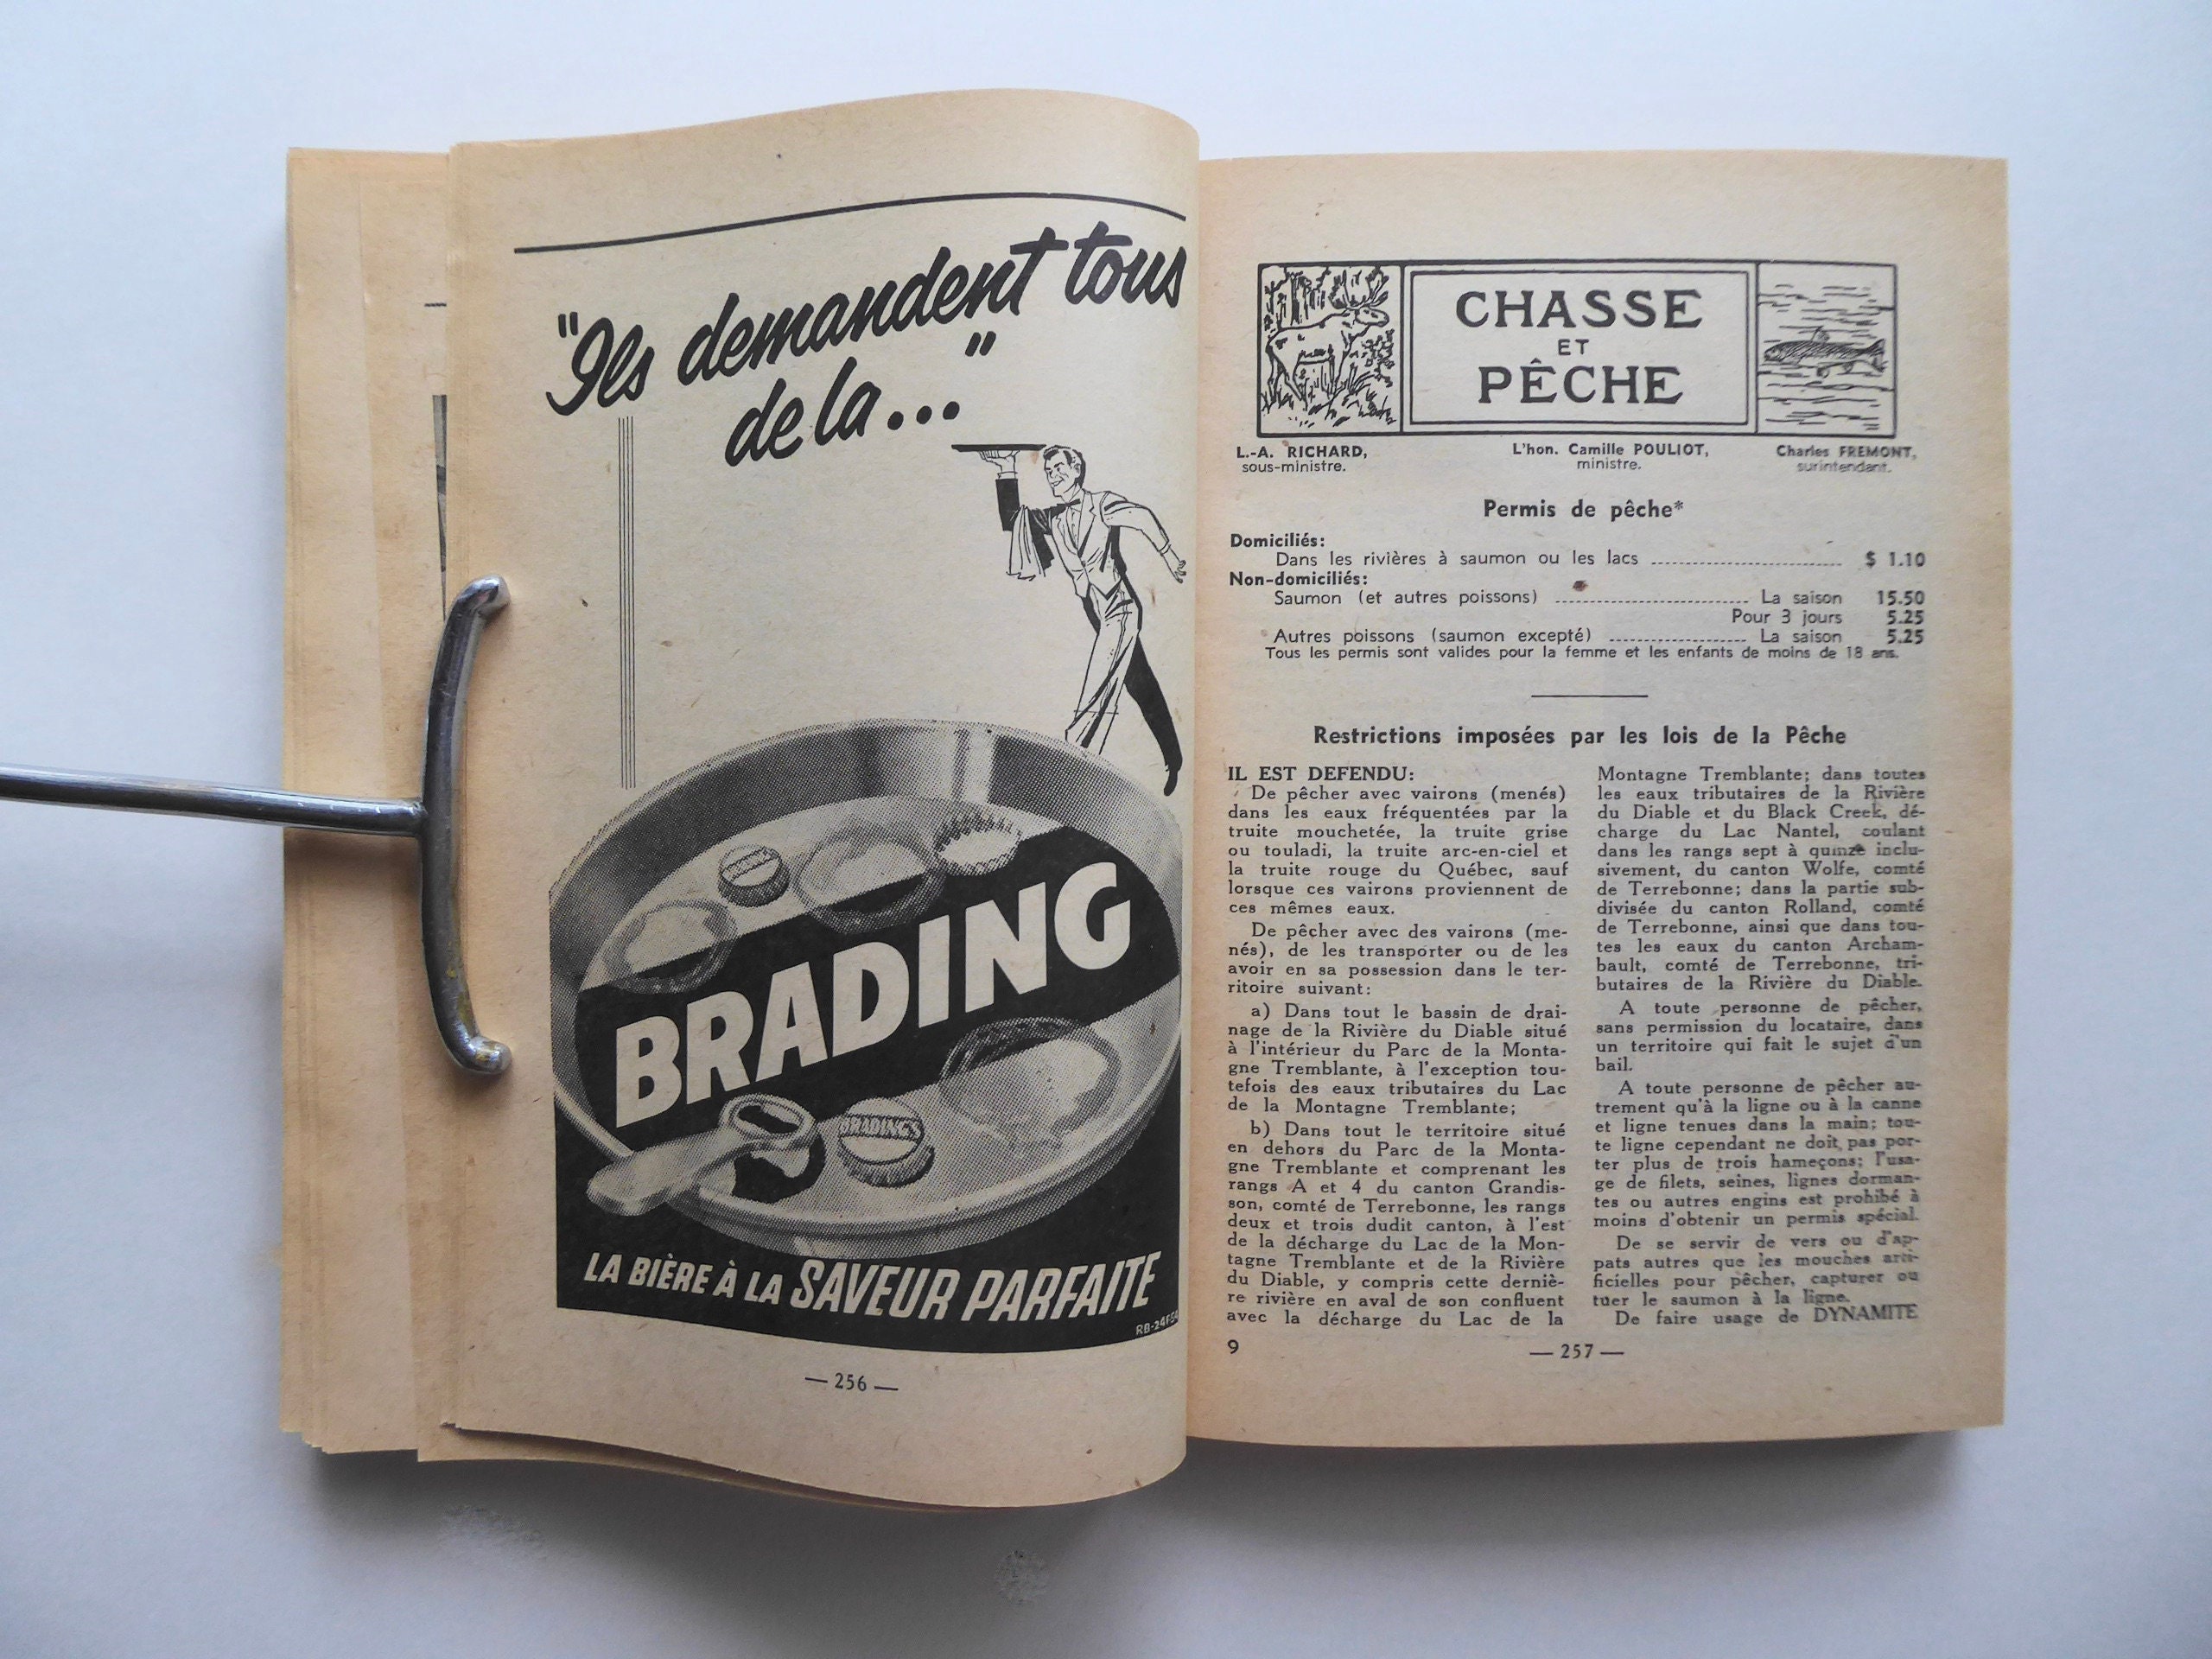 "Ils demandent tous
de la..."
BRADING
BRADING'S
LA BIÈRE À LA SAVEUR PARFAITE
— 256 —
CHASSE
ET
PÊCHE
L.-A. RICHARD,
sous-ministre.
L'hon. Camille POULIOT,
ministre.
Charles FREMONT,
surintendant.
Permis de pêche*
Domiciliés:
Dans les rivières à saumon ou les lacs $ 1.10
Non-domiciliés:
Saumon (et autres poissons) La saison 15.50
Pour 3 jours 5.25
Autres poissons (saumon excepté) La saison 5.25
Tous les permis sont valides pour la femme et les enfants de moins de 18 ans.
Restrictions imposées par les lois de la Pêche
IL EST DEFENDU:
De pêcher avec vairons (menés)
dans les eaux fréquentées par la
truite mouchetée, la truite grise
ou touladi, la truite arc-en-ciel et
la truite rouge du Québec, sauf
lorsque ces vairons proviennent de
ces mêmes eaux.
De pêcher avec des vairons (me-
nés), de les transporter ou de les
avoir en sa possession dans le ter-
ritoire suivant:
a) Dans tout le bassin de drai-
nage de la Rivière du Diable situé
à l'intérieur du Parc de la Monta-
gne Tremblante, à l'exception tou-
tefois des eaux tributaires du Lac
de la Montagne Tremblante;
b) Dans tout le territoire situé
en dehors du Parc de la Monta-
gne Tremblante et comprenant les
rangs A et 4 du canton Grandis-
son, comté de Terrebonne, les rangs
deux et trois dudit canton, à l'est
de la décharge du Lac de la Mon-
tagne Tremblante et de la Rivière
du Diable, y compris cette derniè-
re rivière en aval de son confluent
avec la décharge du Lac de la
Montagne Tremblante; dans toutes
les eaux tributaires de la Rivière
du Diable et du Black Creek, dé-
charge du Lac Nantel, coulant
dans les rangs sept à quinze inclu-
sivement, du canton Wolfe, comté
de Terrebonne; dans la partie sub-
divisée du canton Rolland, comté
de Terrebonne, ainsi que dans tou-
tes les eaux du canton Archam-
bault, comté de Terrebonne, tri-
butaires de la Rivière du Diable.
A toute personne de pêcher,
sans permission du locataire, dans
un territoire qui fait le sujet d'un
bail.
A toute personne de pêcher au-
trement qu'à la ligne ou à la canne
et ligne tenues dans la main; tou-
te ligne cependant ne doit pas por-
ter plus de trois hameçons; l'usa-
ge de filets, seines, lignes dorman-
tes ou autres engins est prohibé à
moins d'obtenir un permis spécial.
De se servir de vers ou d'ap-
pats autres que les mouches arti-
ficielles pour pêcher, capturer ou
tuer le saumon à la ligne.
De faire usage de DYNAMITE
9
— 257 —